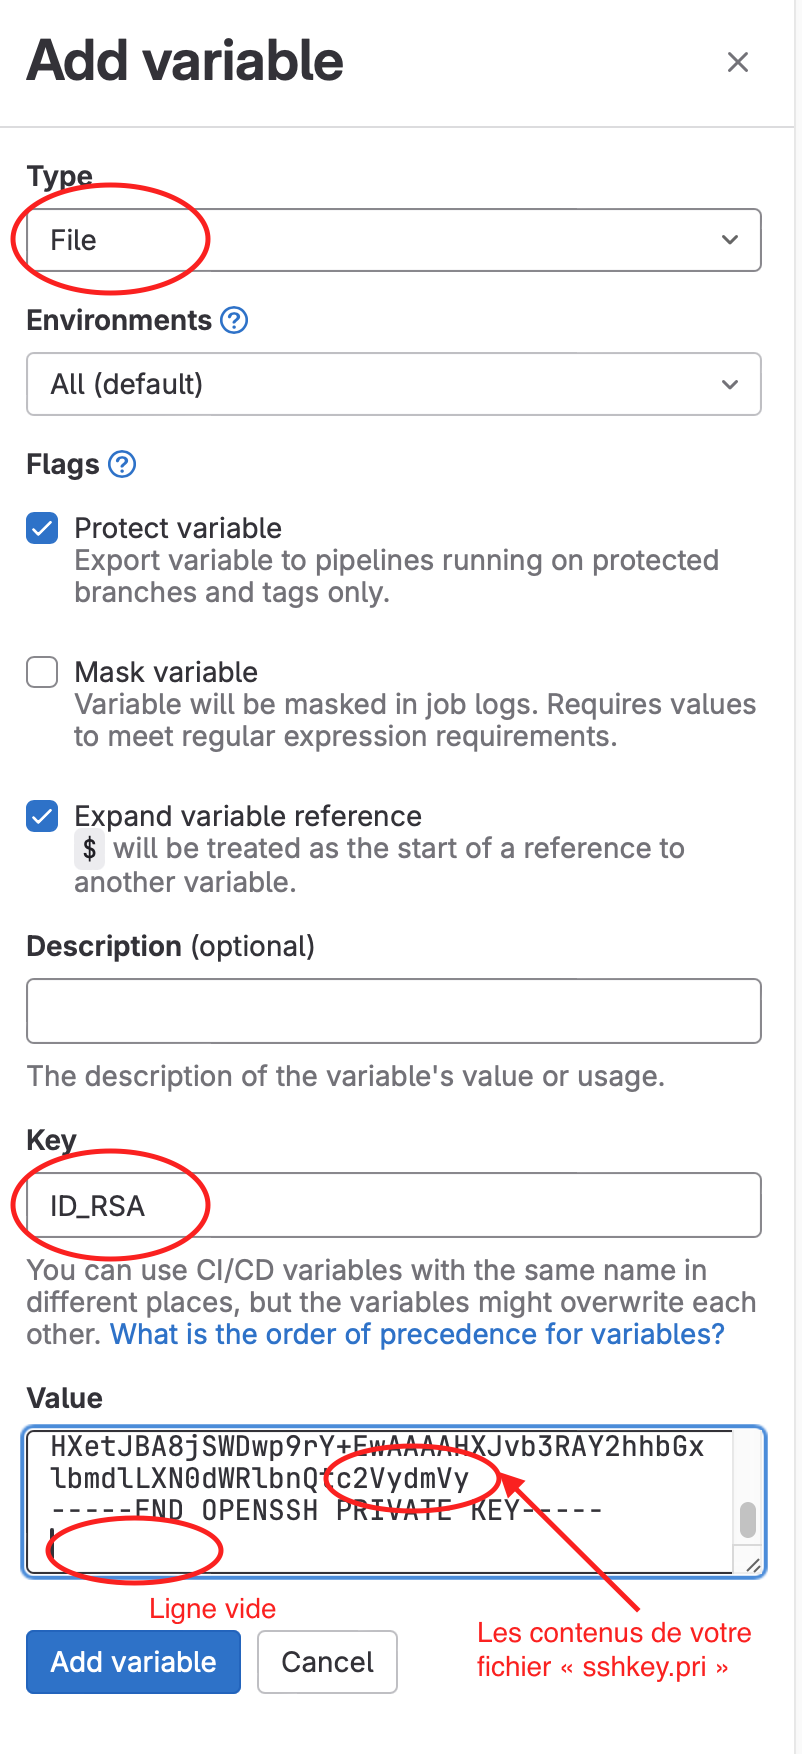 Add variable
Type
File
Environments
All (default)
Flags
Protect variable
Export variable to pipelines running on protected
branches and tags only.
Mask variable
Variable will be masked in job logs. Requires values
to meet regular expression requirements.
Expand variable reference
$ will be treated as the start of a reference to
another variable.
Description (optional)
The description of the variable's value or usage.
Key
ID_RSA
You can use CI/CD variables with the same name in
different places, but the variables might overwrite each
other. What is the order of precedence for variables?
Value
HXetJBA8jSWDwp9rY+EwAAAAHXJvb3RAY2hhbGx
lbmdlLXN0dWRlbnQtc2VydmVy
-----END OPENSSH PRIVATE KEY-----
Ligne vide
Les contenus de votre
fichier « sshkey.pri »
Add variable
Cancel